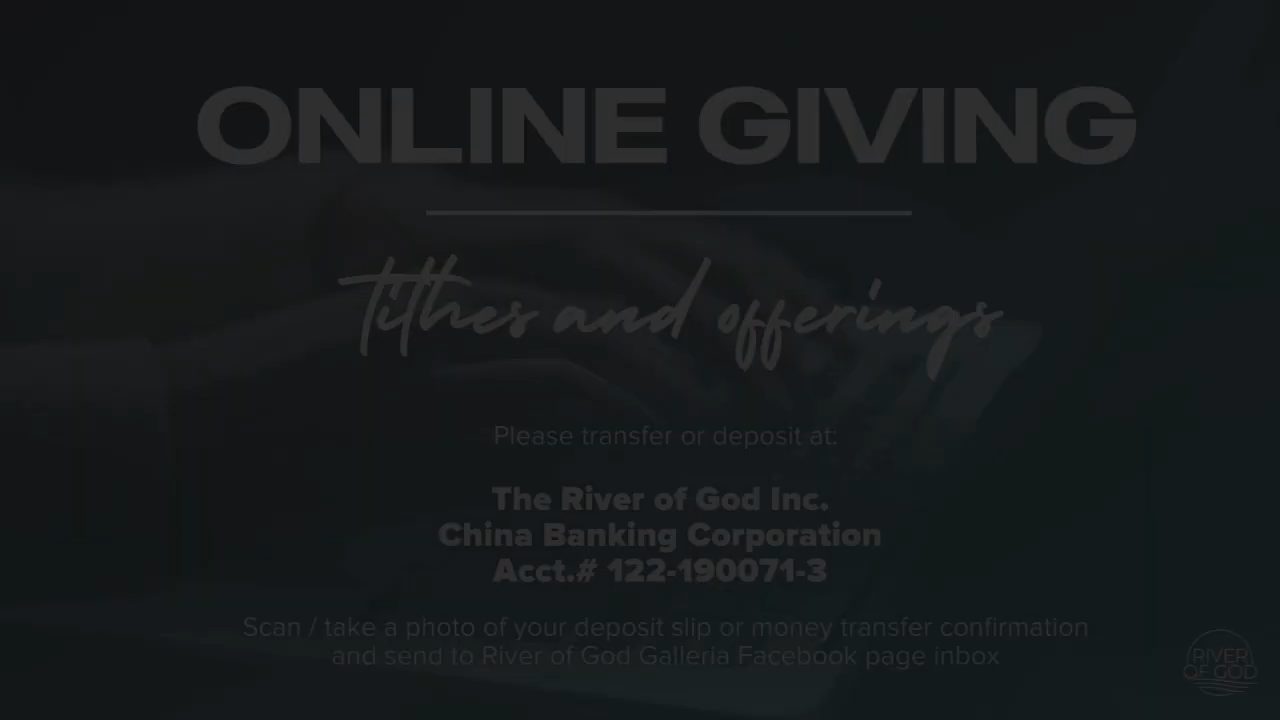 ONLINE GIVING
tithes and offerings
Please transfer or deposit at:
The River of God Inc.
China Banking Corporation
Acct.# 122-190071-3
Scan / take a photo of your deposit slip or money transfer confirmation
and send to River of God Galleria Facebook page inbox
RIVER
OF GOD